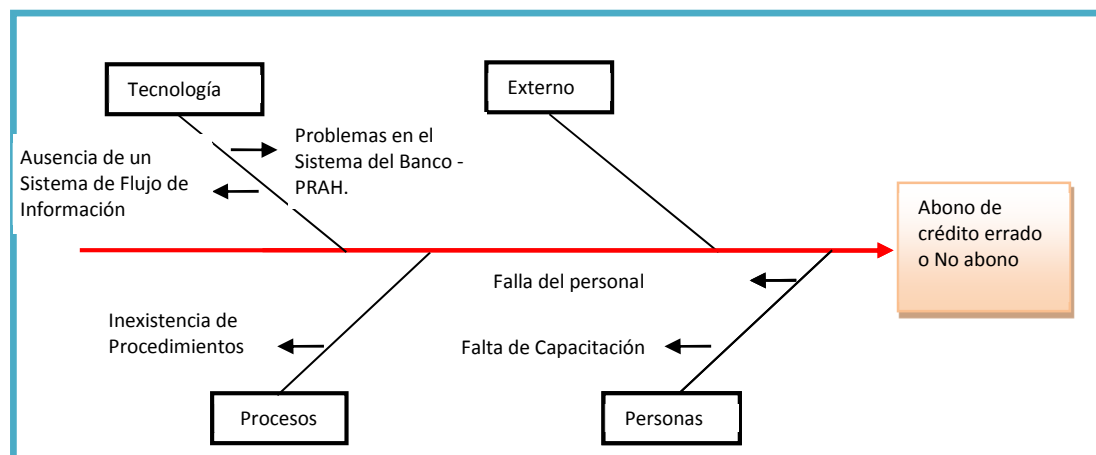 Tecnología
Externo
Ausencia de un
Sistema de Flujo de
Información
Problemas en el
Sistema del Banco -
PRAH.
Abono de
crédito errado
o No abono
Falla del personal
Inexistencia de
Procedimientos
Falta de Capacitación
Procesos
Personas